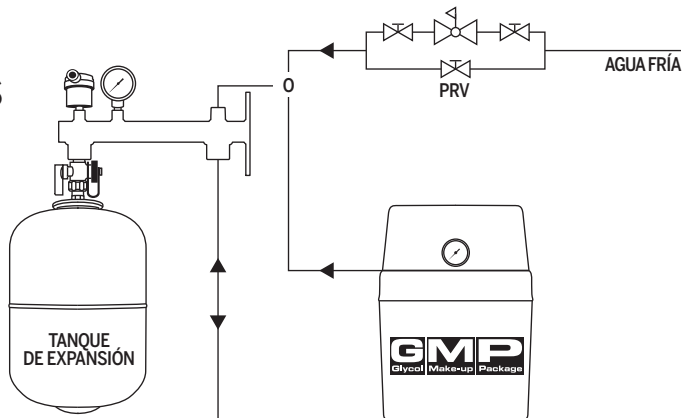 AGUA FRÍA
PRV
O
TANQUE
DE EXPANSIÓN
GMP
Glycol Make-up Package